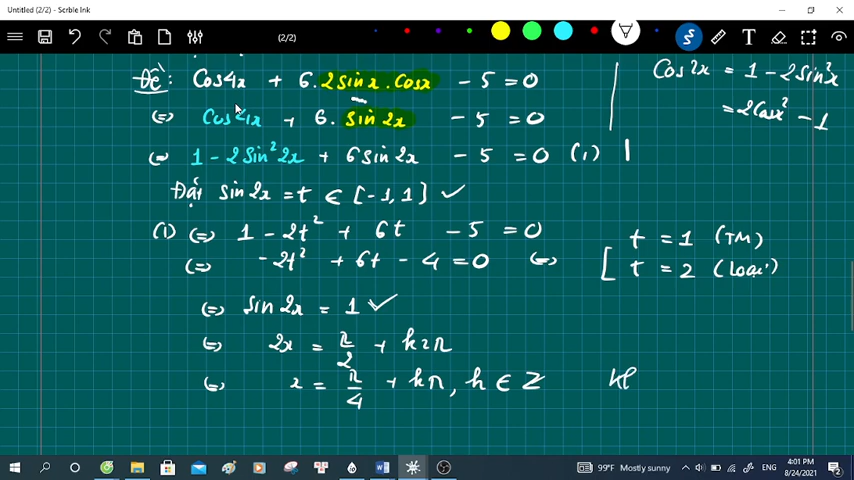 Untitled (2/2) - Scrble Ink
(2/2)
Đề: Cos4x + 6.2sinx.Cosx - 5 = 0
Cos2x = 1 - 2Sin²x
= 2Cosx² - 1
⇔ Cos4x + 6. sin2x - 5 = 0
⇔ 1 - 2Sin²2x + 6sin2x - 5 = 0 (1)
Đặt sin2x = t ∈ [-1, 1] ✓
(1) ⇔ 1 - 2t² + 6t - 5 = 0
⇔ -2t² + 6t - 4 = 0 ⇔ [ t = 1 (TM)
t = 2 (Loại)
⇔ Sin2x = 1 ✓
⇔ 2x = π/2 + k2π
⇔ x = π/4 + kπ, k ∈ Z kl
99°F Mostly sunny ENG 4:01 PM
8/24/2021